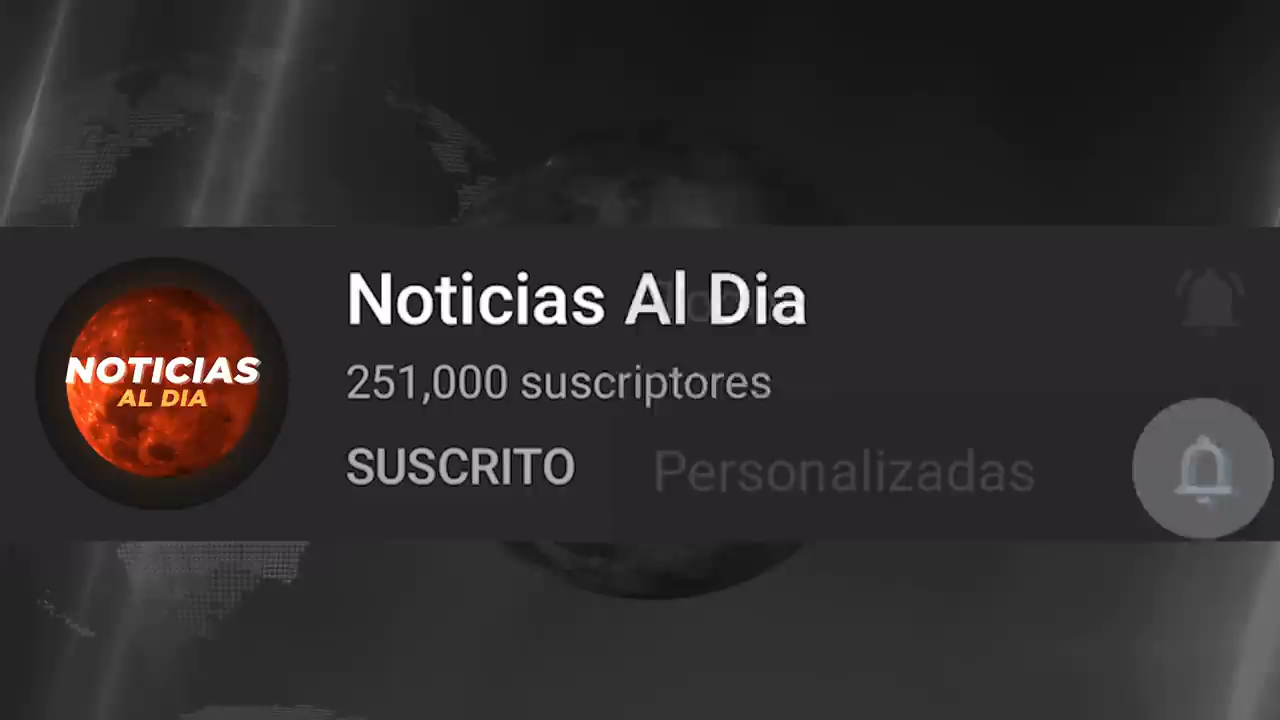 NOTICIAS
AL DIA
Noticias Al Dia
251,000 suscriptores
SUSCRITO
Personalizadas